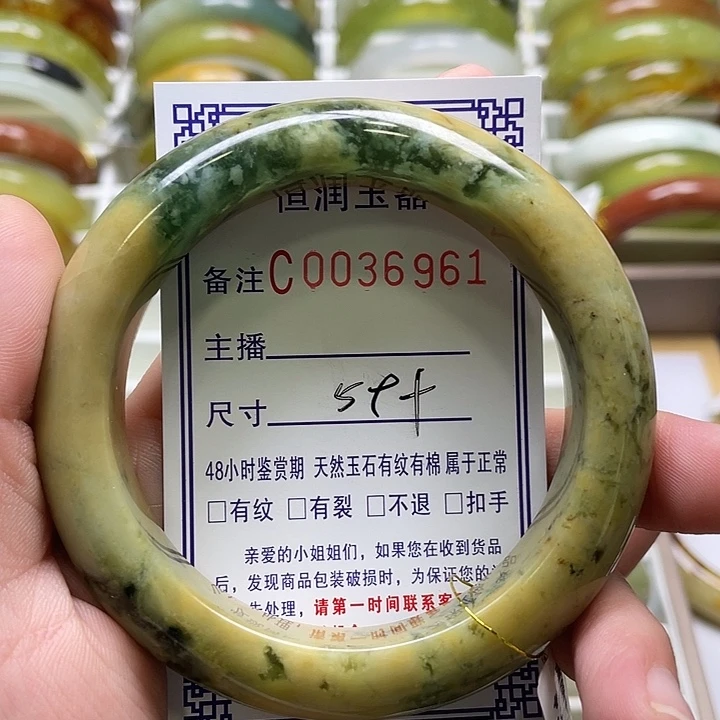 恒润玉器
备注C0036961
主播
尺寸 59+
48小时鉴赏期 天然玉石有纹有棉 属于正常
□有纹 □有裂 □不退 □扣手
亲爱的小姐姐们，如果您在收到货品
后，发现商品包装破损时，为保证您的
先处理，请第一时间联系客